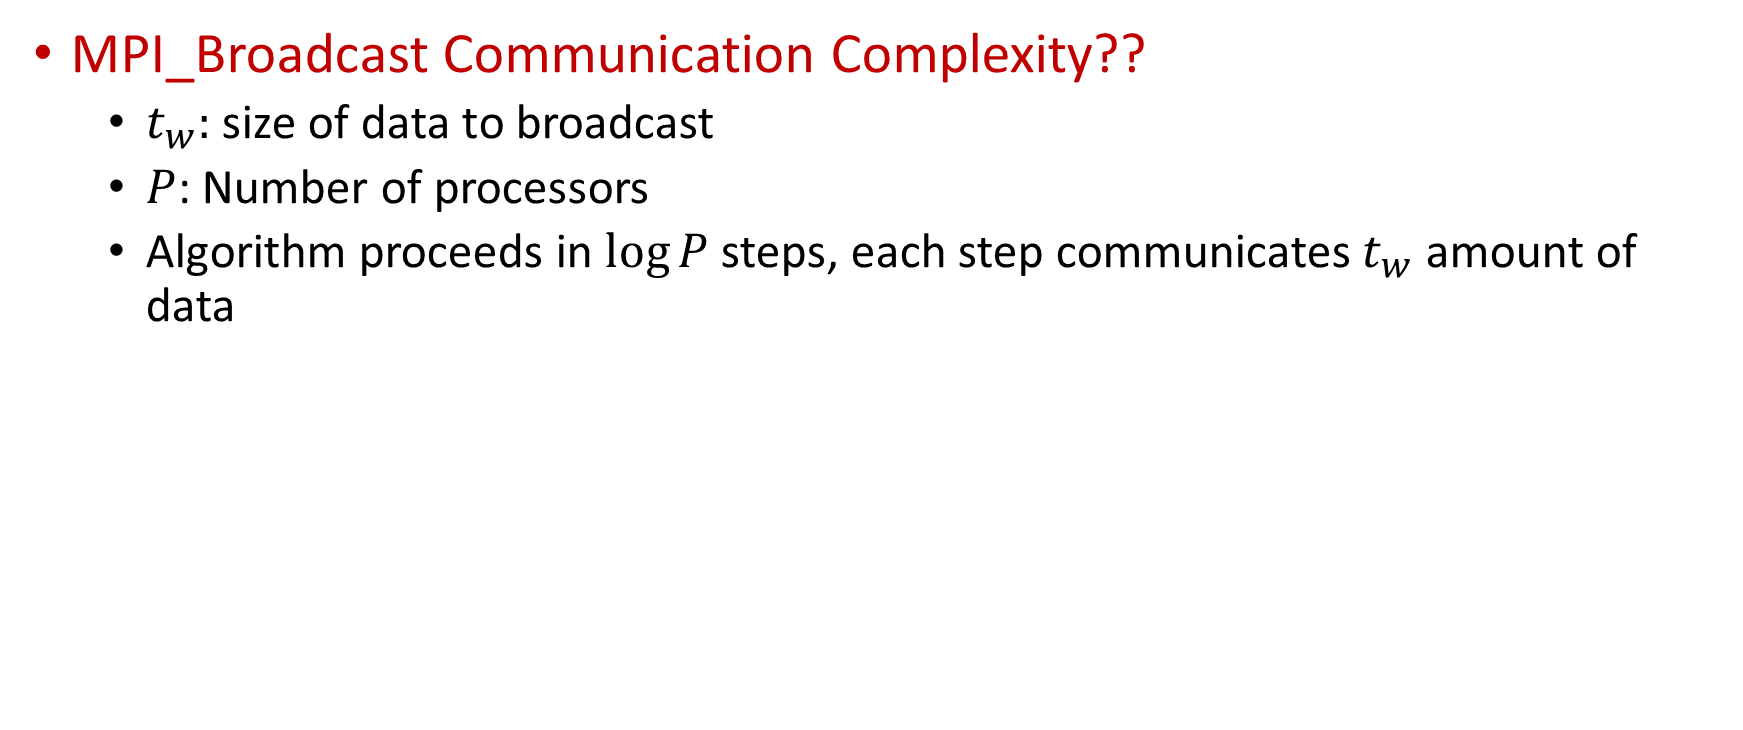 • MPI_Broadcast Communication Complexity??
• $t_w$: size of data to broadcast
• $P$: Number of processors
• Algorithm proceeds in $\log P$ steps, each step communicates $t_w$ amount of
data